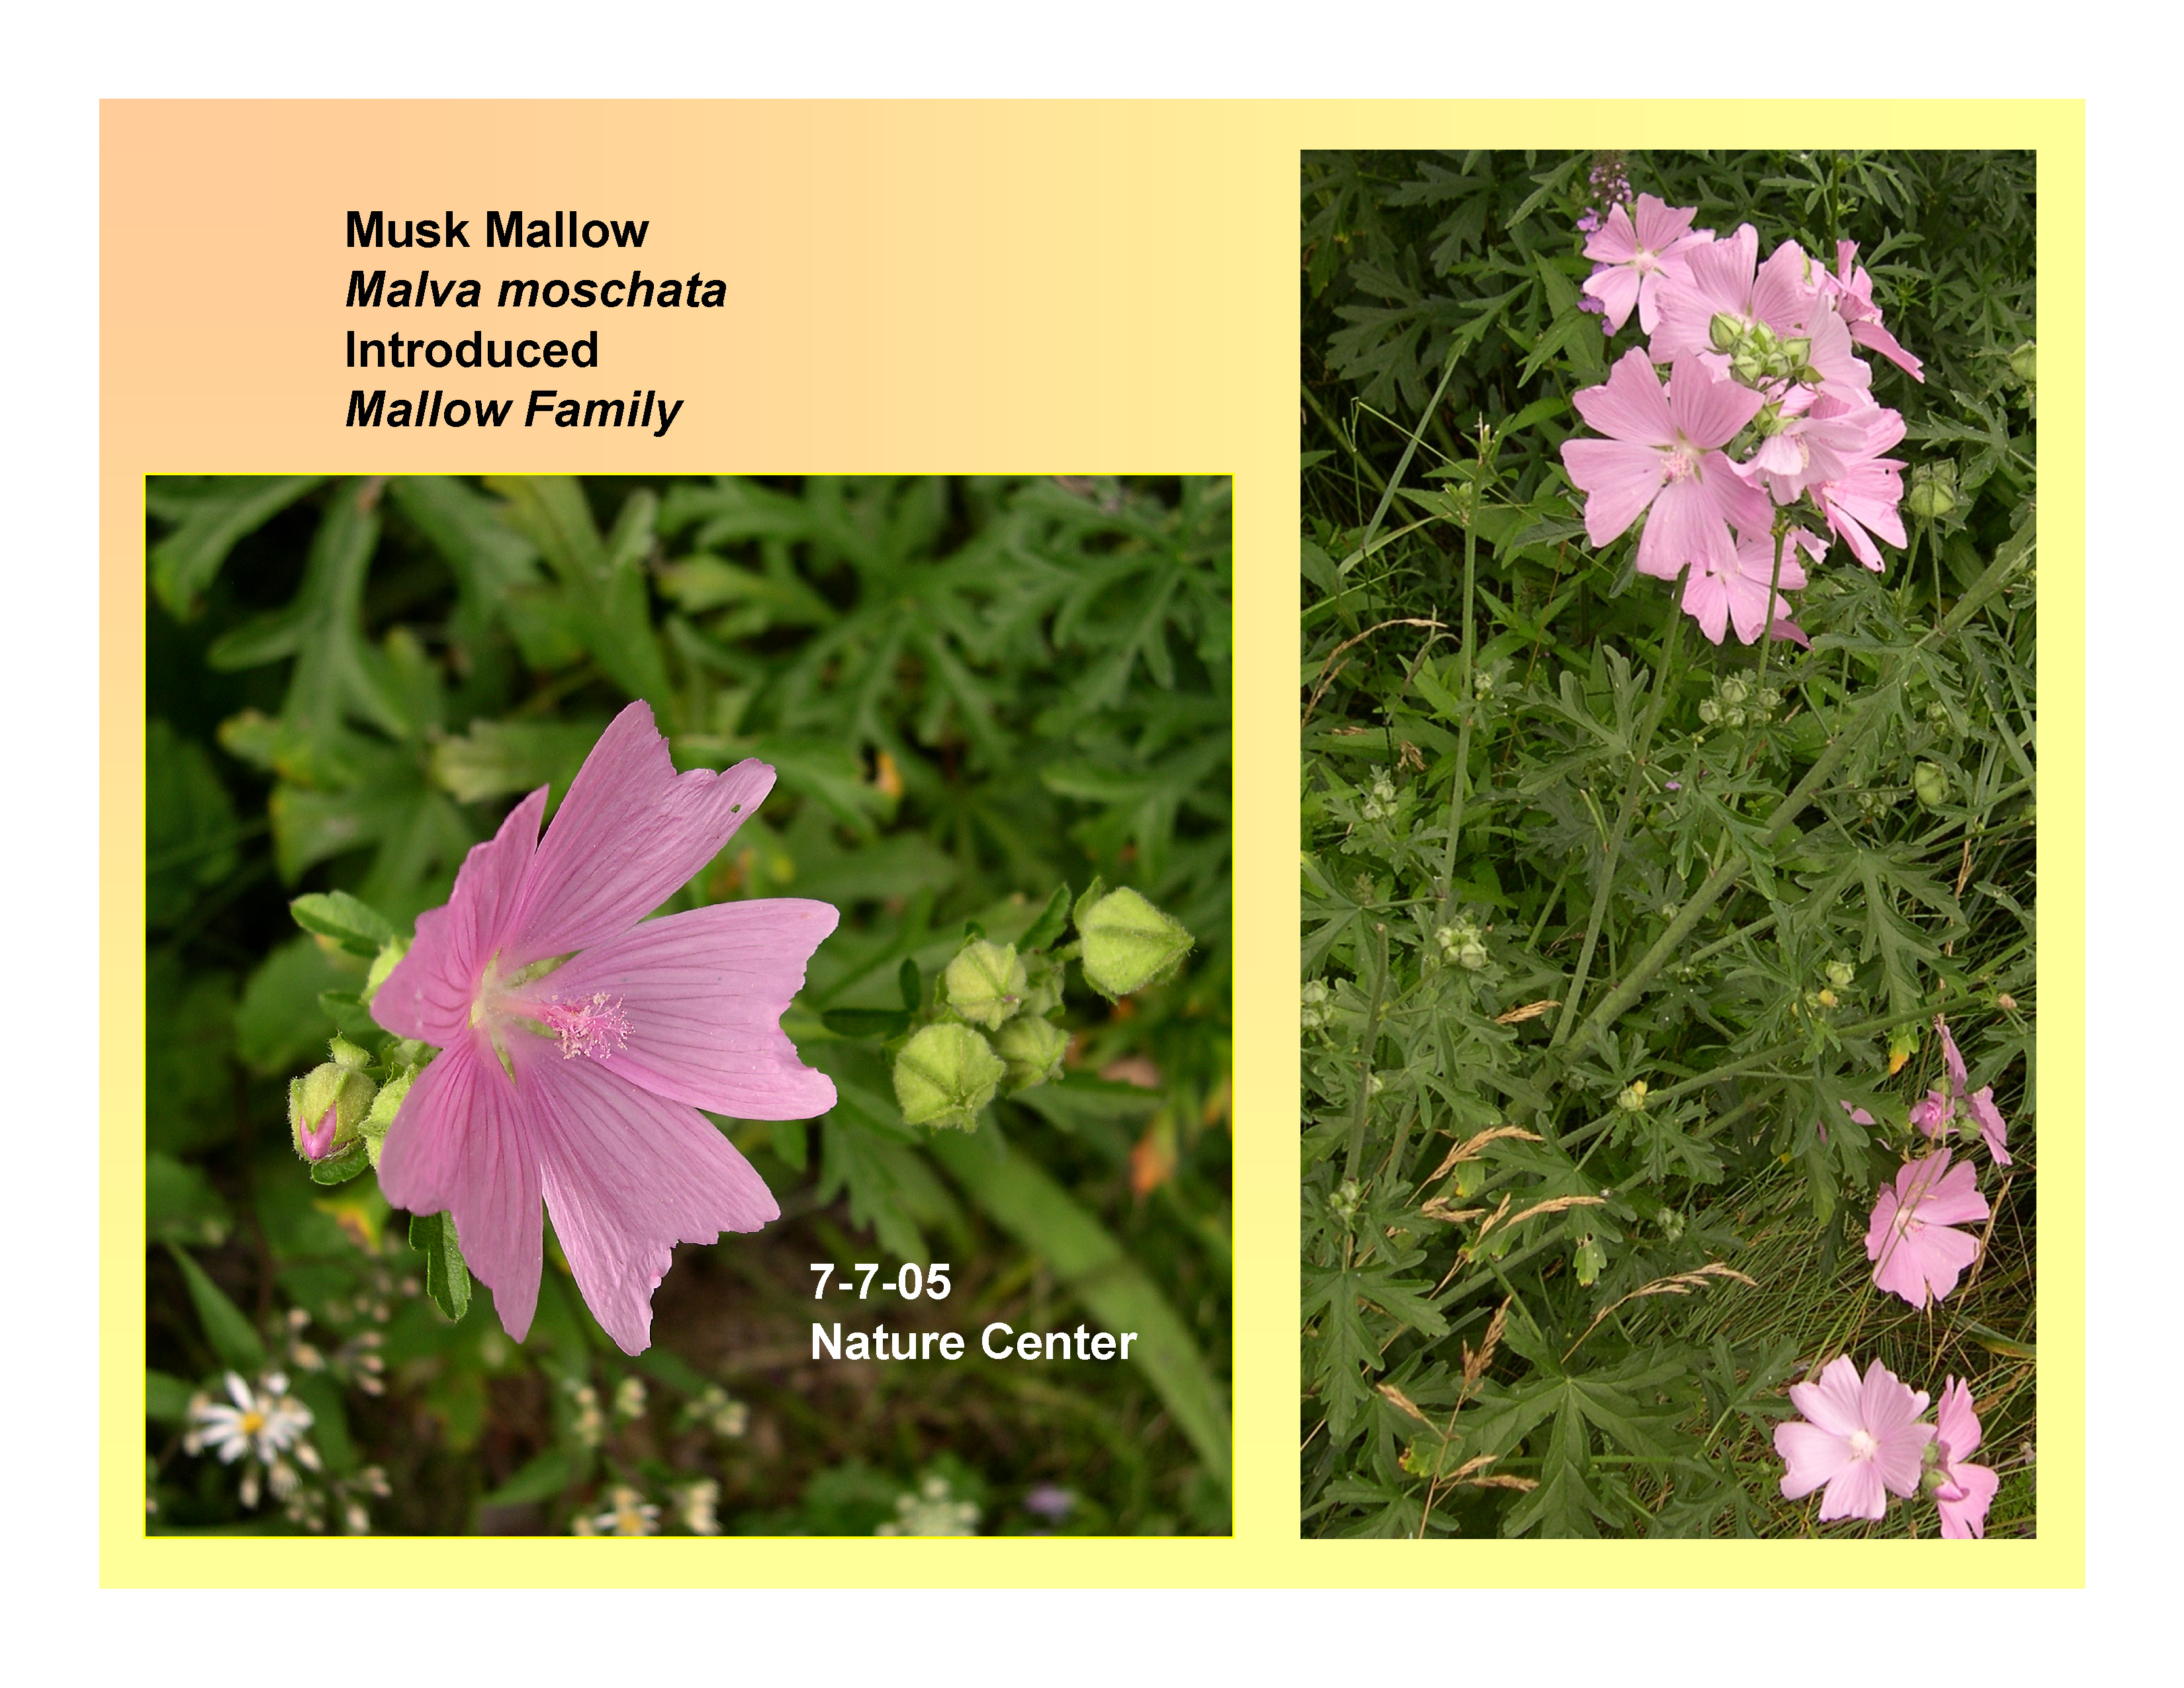 Musk Mallow
Malva moschata
Introduced
Mallow Family
7-7-05
Nature Center